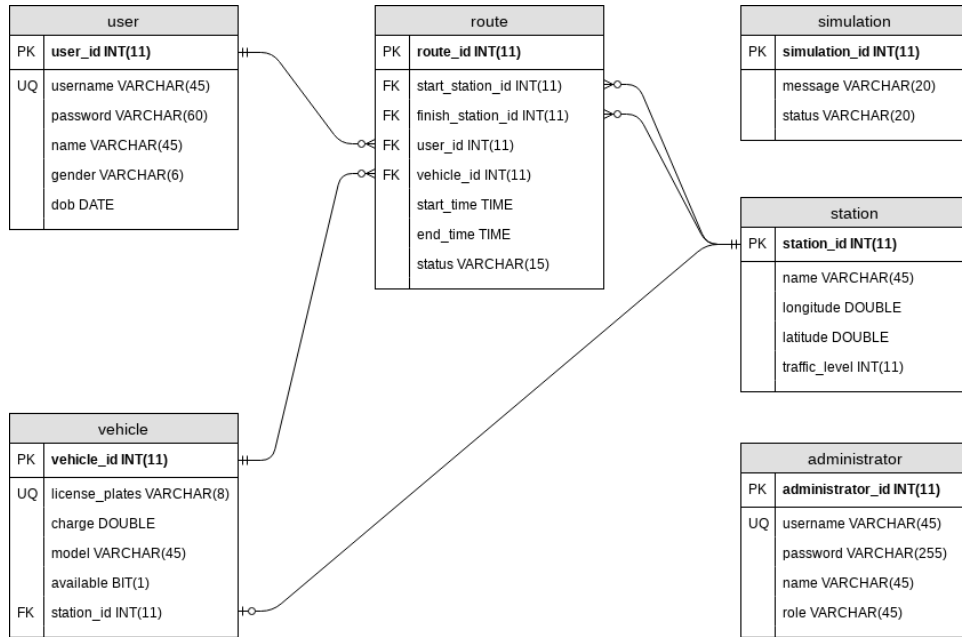 user
PK user_id INT(11)
UQ username VARCHAR(45)
password VARCHAR(60)
name VARCHAR(45)
gender VARCHAR(6)
dob DATE
route
PK route_id INT(11)
FK start_station_id INT(11)
FK finish_station_id INT(11)
FK user_id INT(11)
FK vehicle_id INT(11)
start_time TIME
end_time TIME
status VARCHAR(15)
simulation
PK simulation_id INT(11)
message VARCHAR(20)
status VARCHAR(20)
station
PK station_id INT(11)
name VARCHAR(45)
longitude DOUBLE
latitude DOUBLE
traffic_level INT(11)
vehicle
PK vehicle_id INT(11)
UQ license_plates VARCHAR(8)
charge DOUBLE
model VARCHAR(45)
available BIT(1)
FK station_id INT(11)
administrator
PK administrator_id INT(11)
UQ username VARCHAR(45)
password VARCHAR(255)
name VARCHAR(45)
role VARCHAR(45)